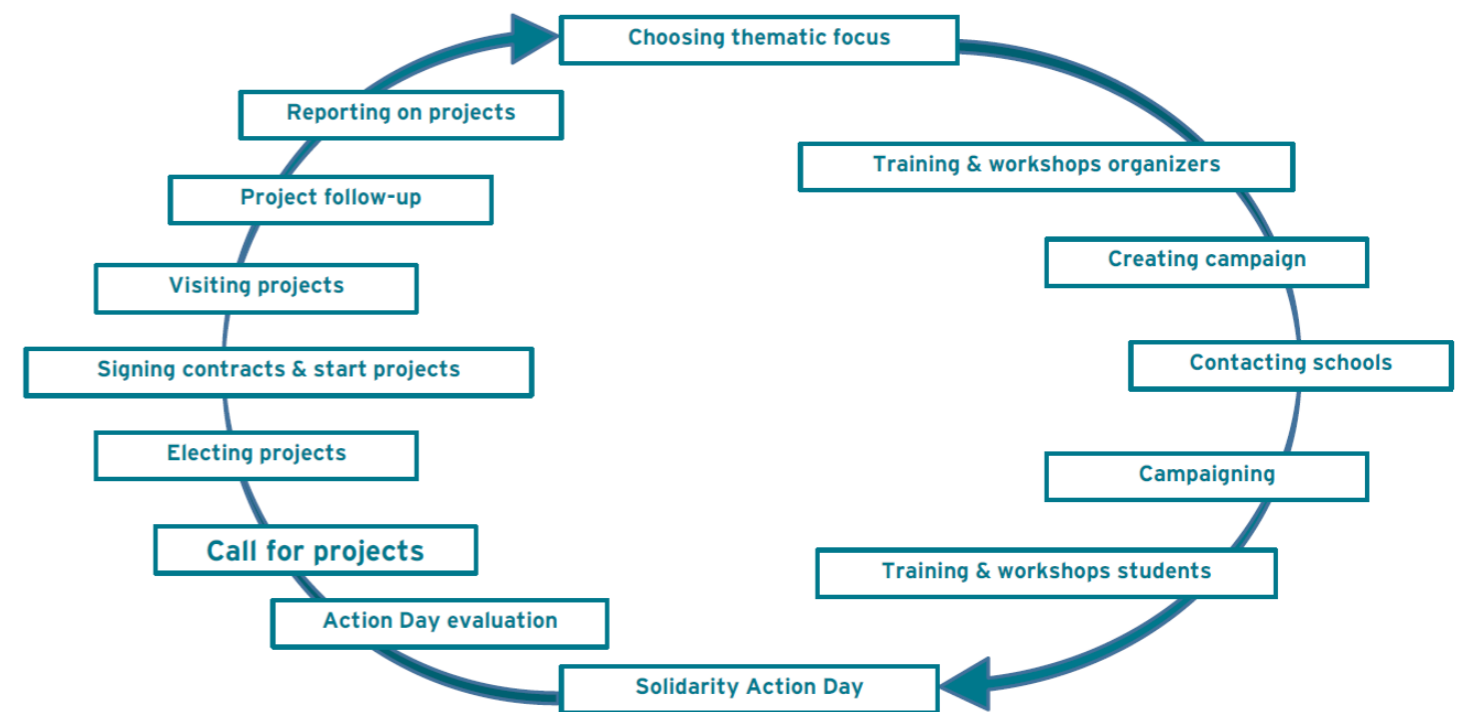 Choosing thematic focus
Training & workshops organizers
Creating campaign
Contacting schools
Campaigning
Training & workshops students
Solidarity Action Day
Action Day evaluation
Call for projects
Electing projects
Signing contracts & start projects
Visiting projects
Project follow-up
Reporting on projects